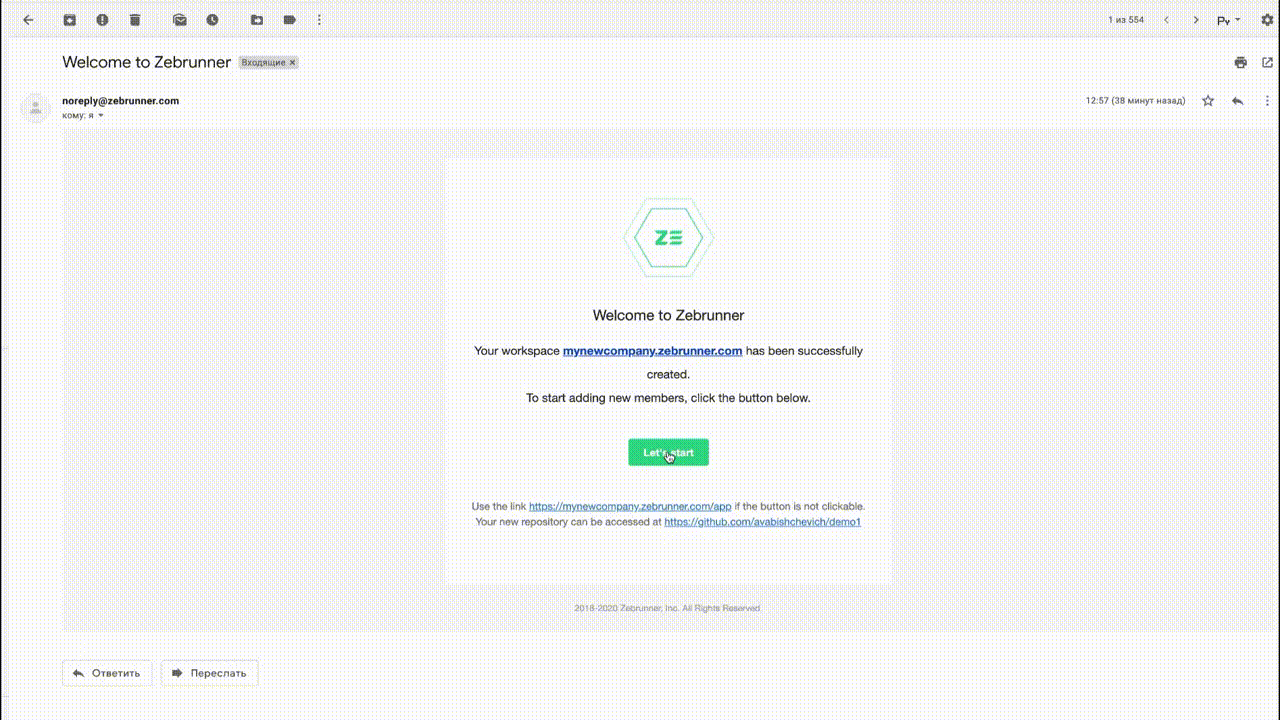 1 из 554
Ру
Welcome to Zebrunner Входящие ×
noreply@zebrunner.com
12:57 (38 минут назад)
кому: я
ZE
Welcome to Zebrunner
Your workspace mynewcompany.zebrunner.com has been successfully
created.
To start adding new members, click the button below.
Let's start
Use the link https://mynewcompany.zebrunner.com/app if the button is not clickable.
Your new repository can be accessed at https://github.com/avabishchevich/demo1
2018-2020 Zebrunner, Inc. All Rights Reserved
Ответить
Переслать